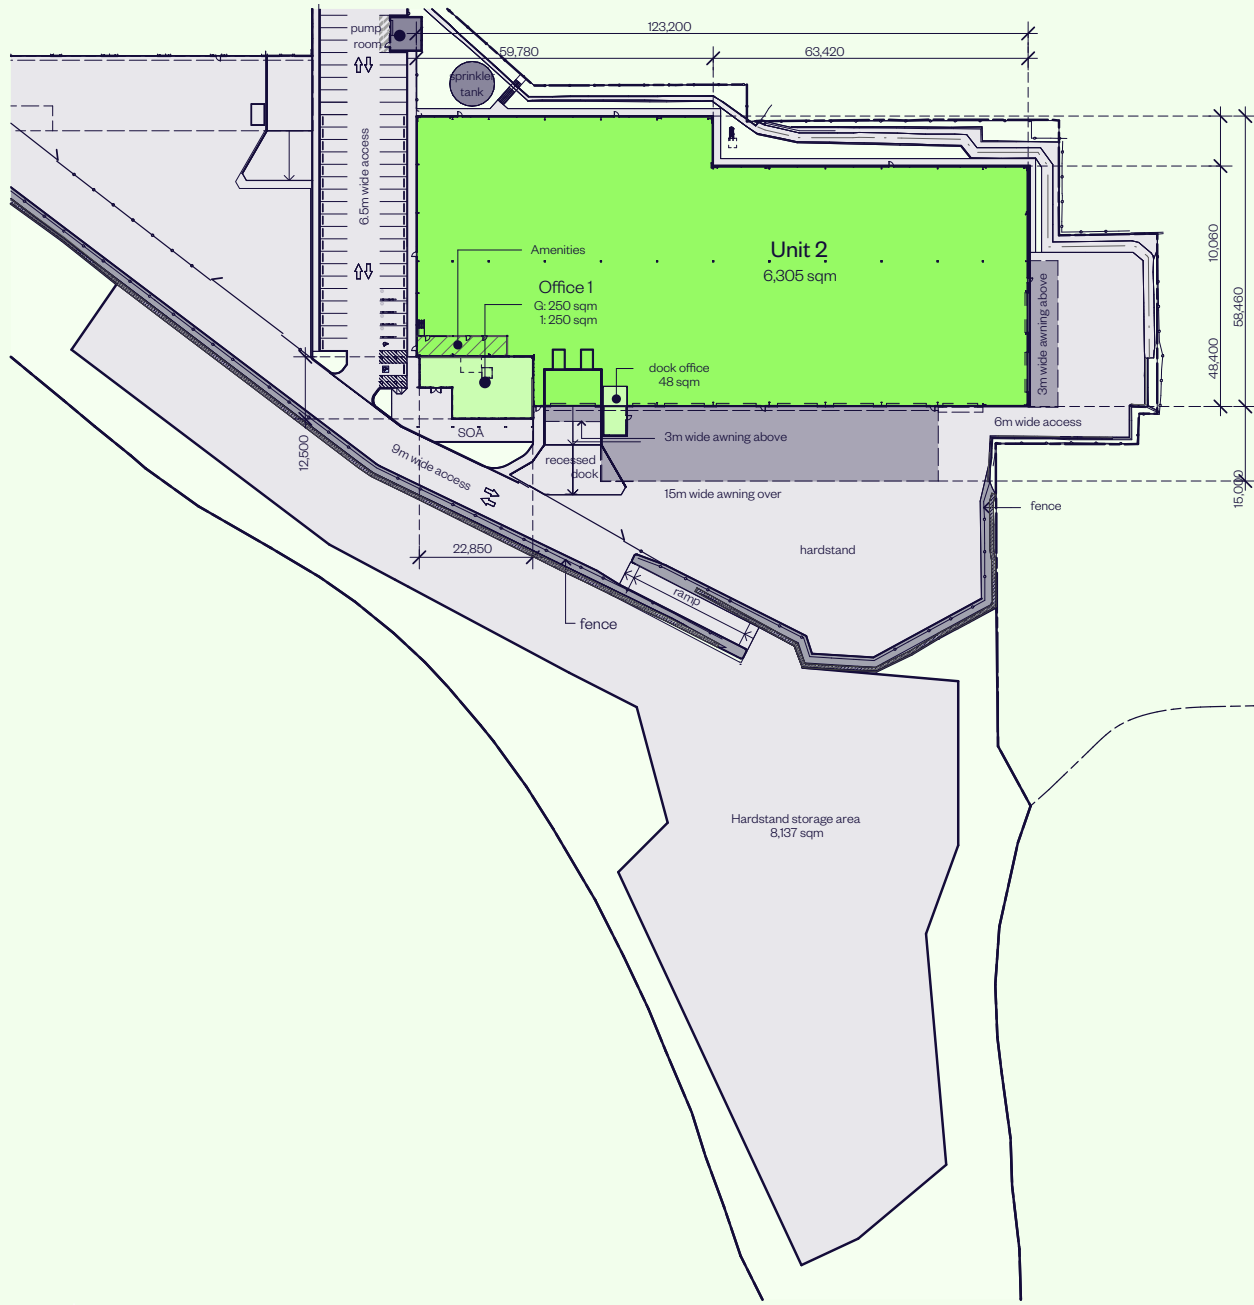 123,200
pump
room
59,780
63,420
sprinkler
tank
6.5m wide access
10,060
58,460
48,400
Amenities
Unit 2
6,305 sqm
Office 1
G: 250 sqm
1: 250 sqm
3m wide awning above
dock office
48 sqm
6m wide access
SOA
3m wide awning above
12,500
9m wide access
recessed
dock
15m wide awning over
15,000
fence
22,850
hardstand
ramp
fence
Hardstand storage area
8,137 sqm